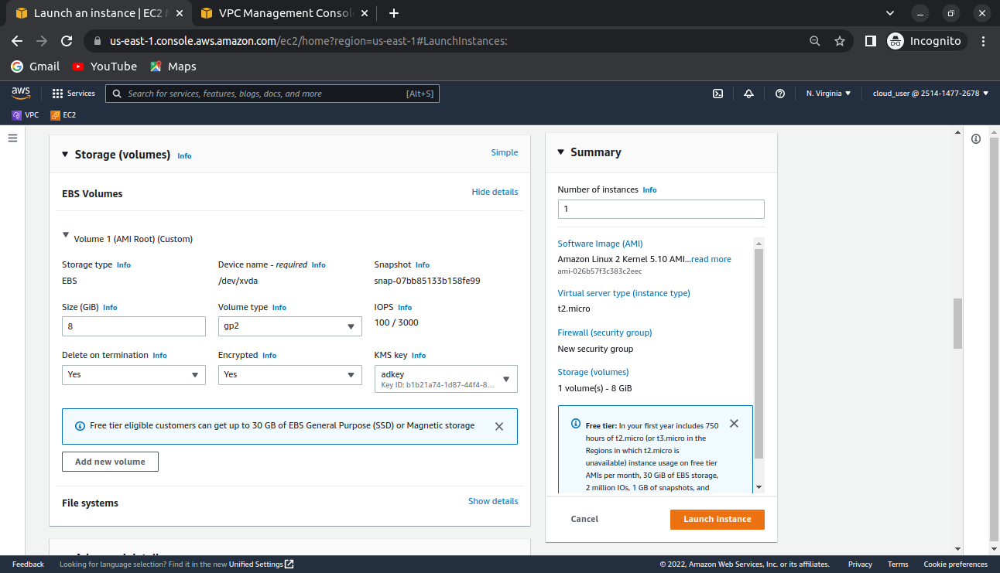 Launch an instance | EC2 M
VPC Management Consol
us-east-1.console.aws.amazon.com/ec2/home?region=us-east-1#LaunchInstances:
Incognito
Gmail
YouTube
Maps
aws
Services
Search for services, features, blogs, docs, and more
[Alt+S]
N. Virginia
cloud_user @ 2514-1477-2678
VPC
EC2
Storage (volumes) Info
Simple
EBS Volumes
Hide details
Volume 1 (AMI Root) (Custom)
Storage type Info
Device name - required Info
Snapshot Info
EBS
/dev/xvda
snap-07bb85133b158fe99
Size (GiB) Info
Volume type Info
IOPS Info
8
gp2
100 / 3000
Delete on termination Info
Encrypted Info
KMS key Info
Yes
Yes
adkey
Key ID: b1b21a74-1d87-44f4-8...
Free tier eligible customers can get up to 30 GB of EBS General Purpose (SSD) or Magnetic storage
Add new volume
File systems
Show details
Summary
Number of instances Info
1
Software Image (AMI)
Amazon Linux 2 Kernel 5.10 AMI...read more
ami-026b57f3c383c2eec
Virtual server type (instance type)
t2.micro
Firewall (security group)
New security group
Storage (volumes)
1 volume(s) - 8 GiB
Free tier: In your first year includes 750
hours of t2.micro (or t3.micro in the
Regions in which t2.micro is
unavailable) instance usage on free tier
AMIs per month, 30 GiB of EBS storage,
2 million IOs, 1 GB of snapshots, and
Cancel
Launch instance
Feedback
Looking for language selection? Find it in the new Unified Settings
© 2022, Amazon Web Services, Inc. or its affiliates.
Privacy
Terms
Cookie preferences